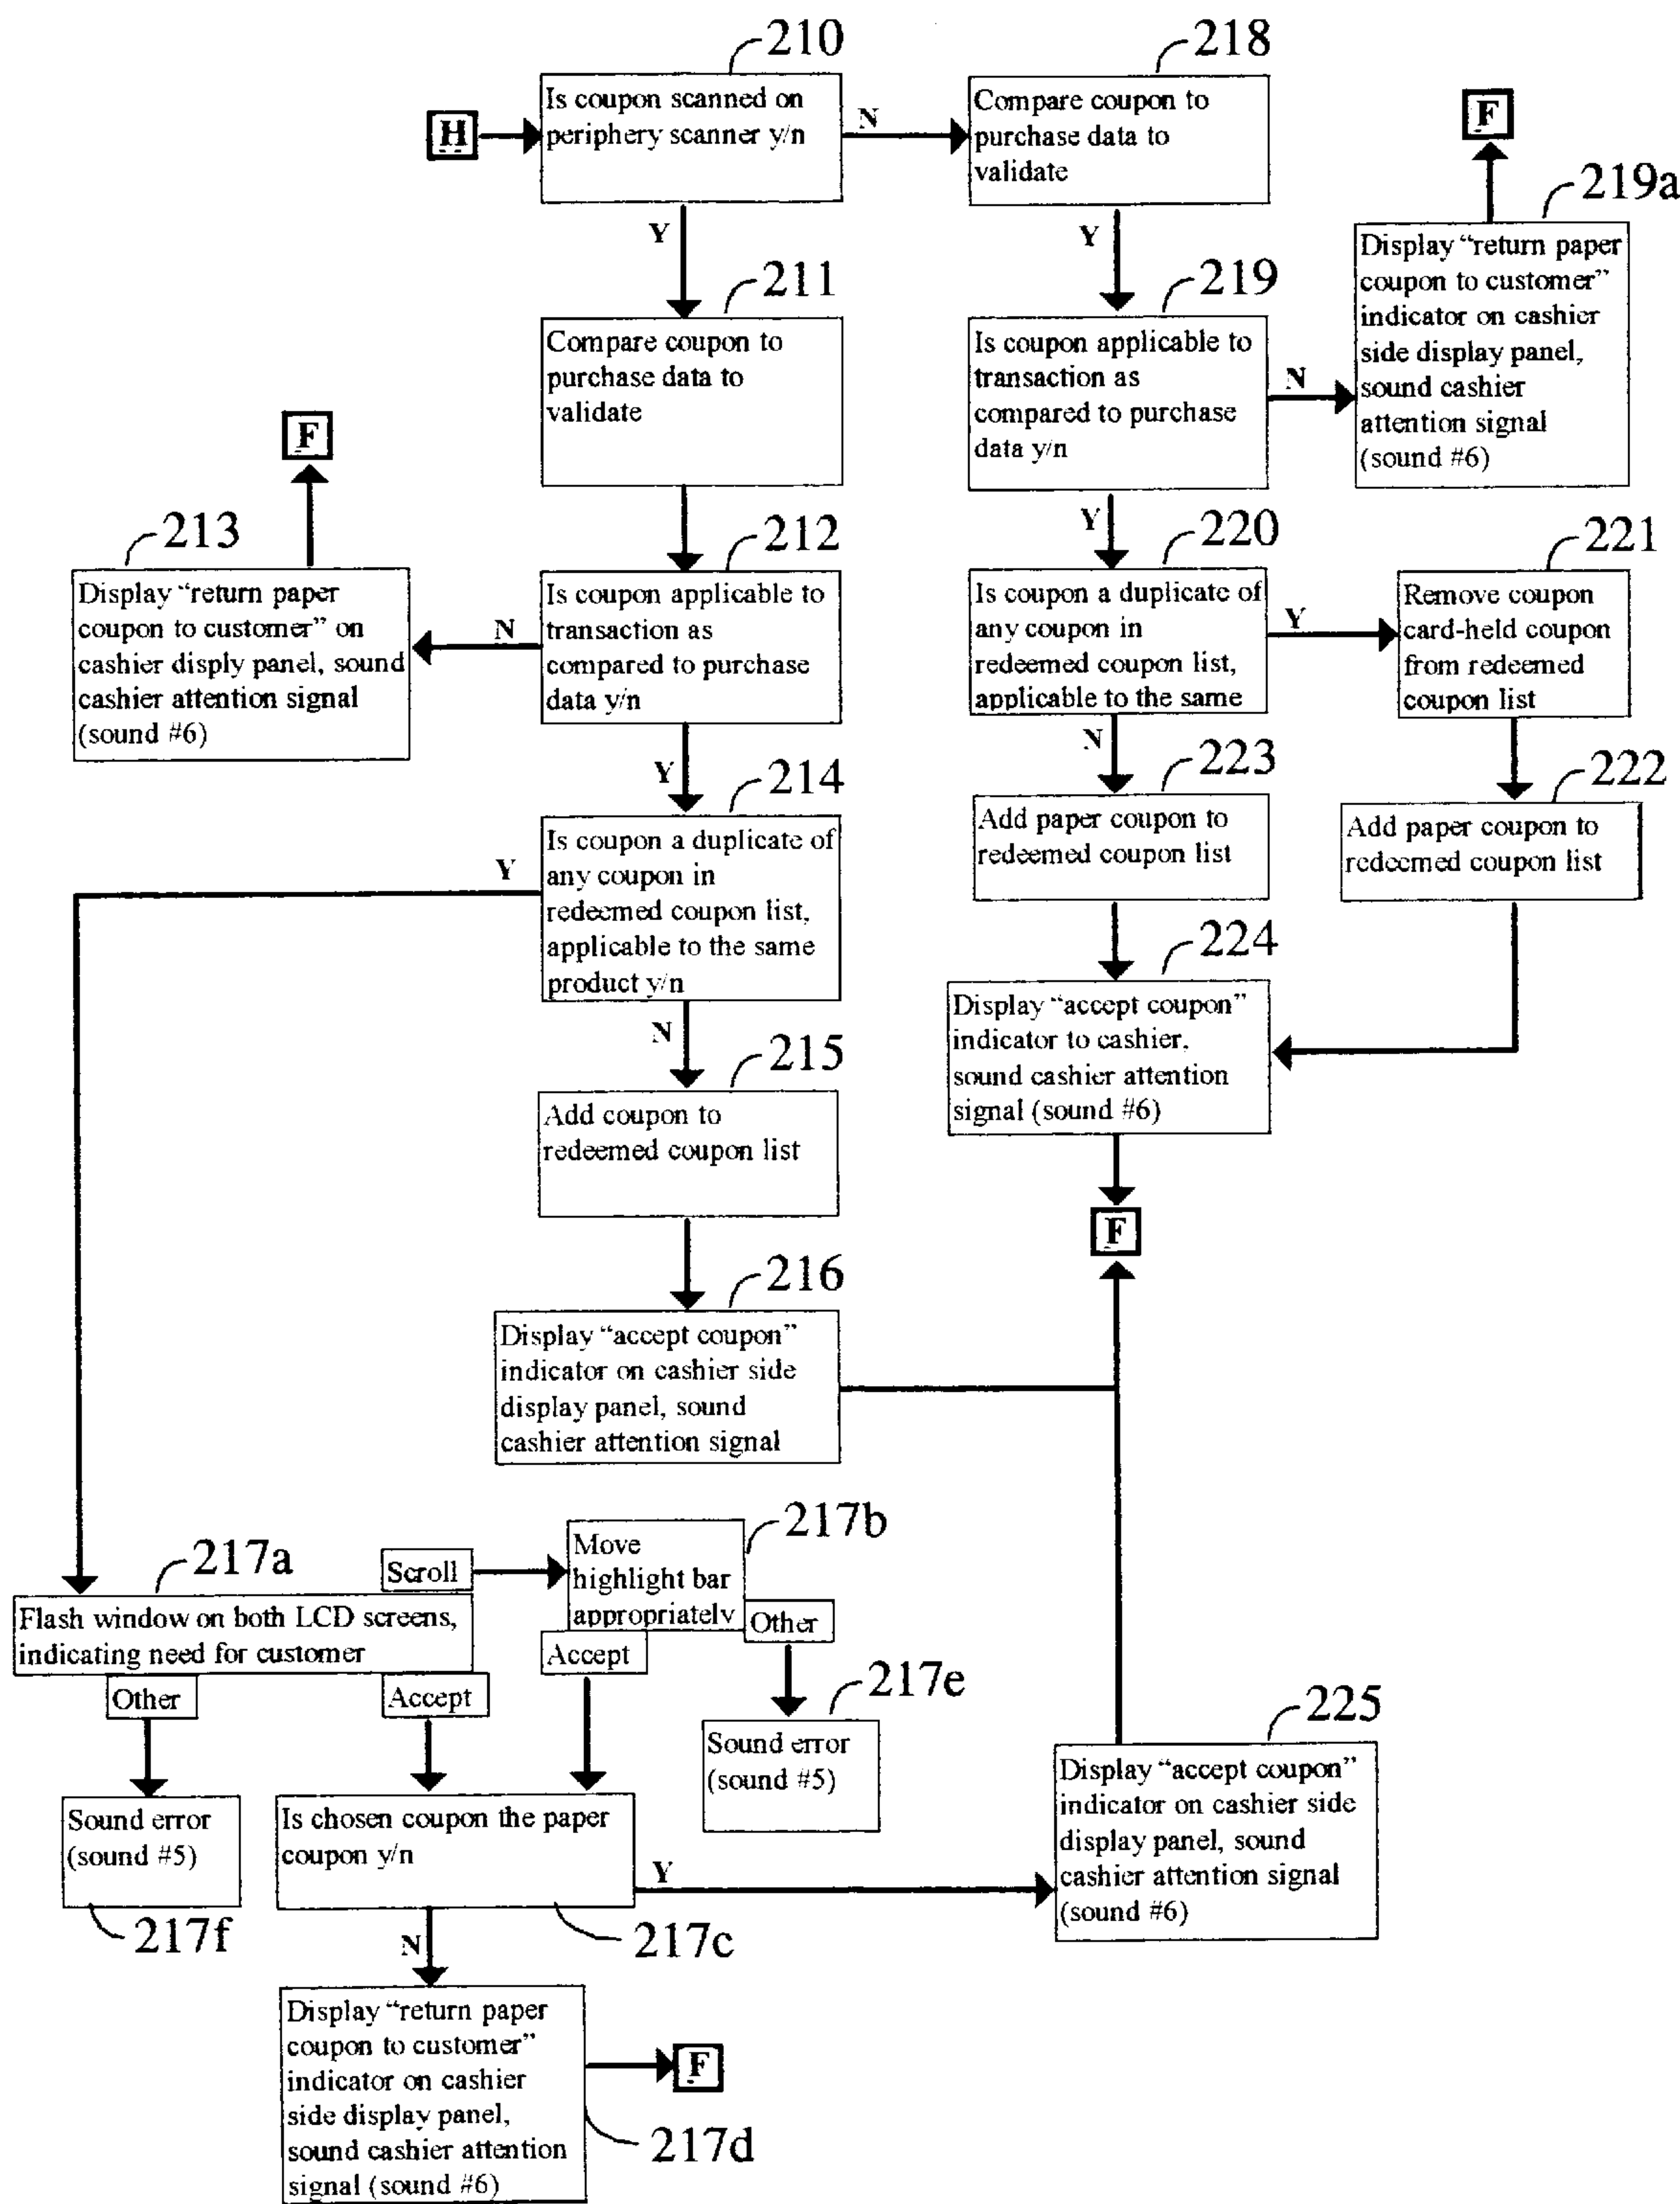 210
Is coupon scanned on
periphery scanner y/n
H
N
Y
218
Compare coupon to
purchase data to
validate
Y
F
219a
Display “return paper
coupon to customer”
indicator on cashier
side display panel,
sound cashier
attention signal
(sound #6)
211
Compare coupon to
purchase data to
validate
219
Is coupon applicable to
transaction as
compared to purchase
data y/n
N
Y
F
213
Display “return paper
coupon to customer” on
cashier disply panel, sound
cashier attention signal
(sound #6)
212
Is coupon applicable to
transaction as
compared to purchase
data y/n
N
Y
220
Is coupon a duplicate of
any coupon in
redeemed coupon list,
applicable to the same
Y
N
221
Remove coupon
card-held coupon
from redeemed
coupon list
214
Is coupon a duplicate of
any coupon in
redeemed coupon list,
applicable to the same
product y/n
Y
N
223
Add paper coupon to
redeemed coupon list
222
Add paper coupon to
redeemed coupon list
224
Display “accept coupon”
indicator to cashier,
sound cashier attention
signal (sound #6)
F
215
Add coupon to
redeemed coupon list
216
Display “accept coupon”
indicator on cashier side
display panel, sound
cashier attention signal
217a
Scroll
Flash window on both LCD screens,
indicating need for customer
Other
Accept
217b
Move
highlight bar
appropriately
Other
Accept
217e
Sound error
(sound #5)
225
Display “accept coupon”
indicator on cashier side
display panel, sound
cashier attention signal
(sound #6)
Sound error
(sound #5)
217f
Is chosen coupon the paper
coupon y/n
Y
217c
N
Display “return paper
coupon to customer”
indicator on cashier
side display panel,
sound cashier attention
signal (sound #6)
F
217d